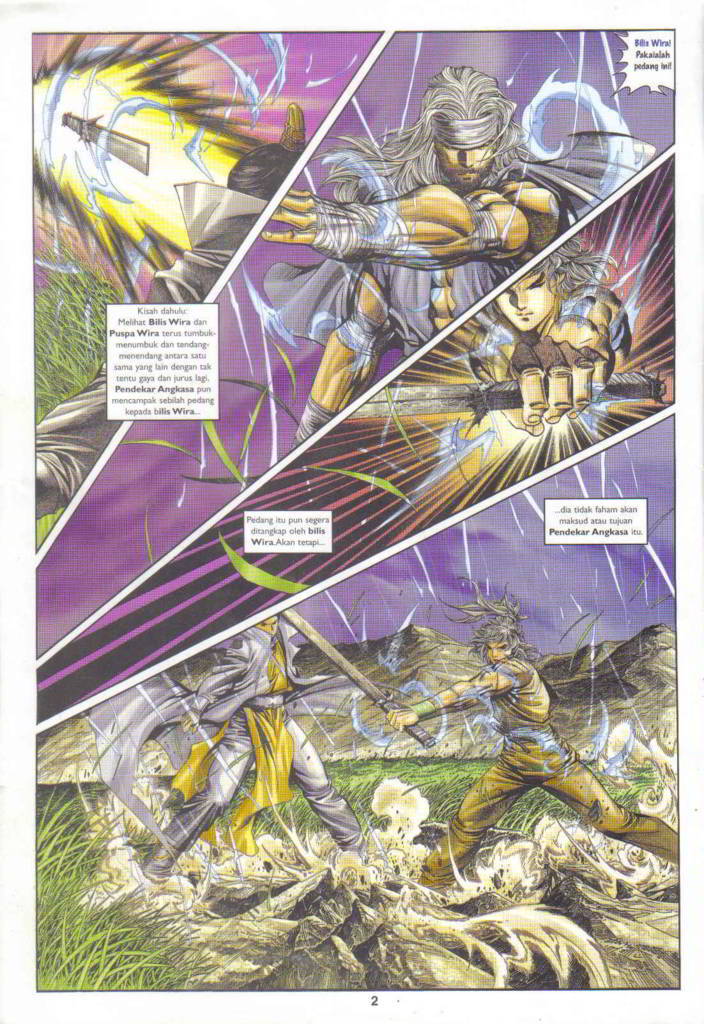 Bilis Wira!
Pakaialah
pedang ini!
Kisah dahulu:
Melihat Bilis Wira dan
Puspa Wira terus tumbuk-
menumbuk dan tendang-
menendang antara satu
sama yang lain dengan tak
tentu gaya dan jurus lagi,
Pendekar Angkasa pun
mencampak sebilah pedang
kepada bilis Wira...
Pedang itu pun segera
ditangkap oleh bilis
Wira.Akan tetapi...
...dia tidak faham akan
maksud atau tujuan
Pendekar Angkasa itu.
2